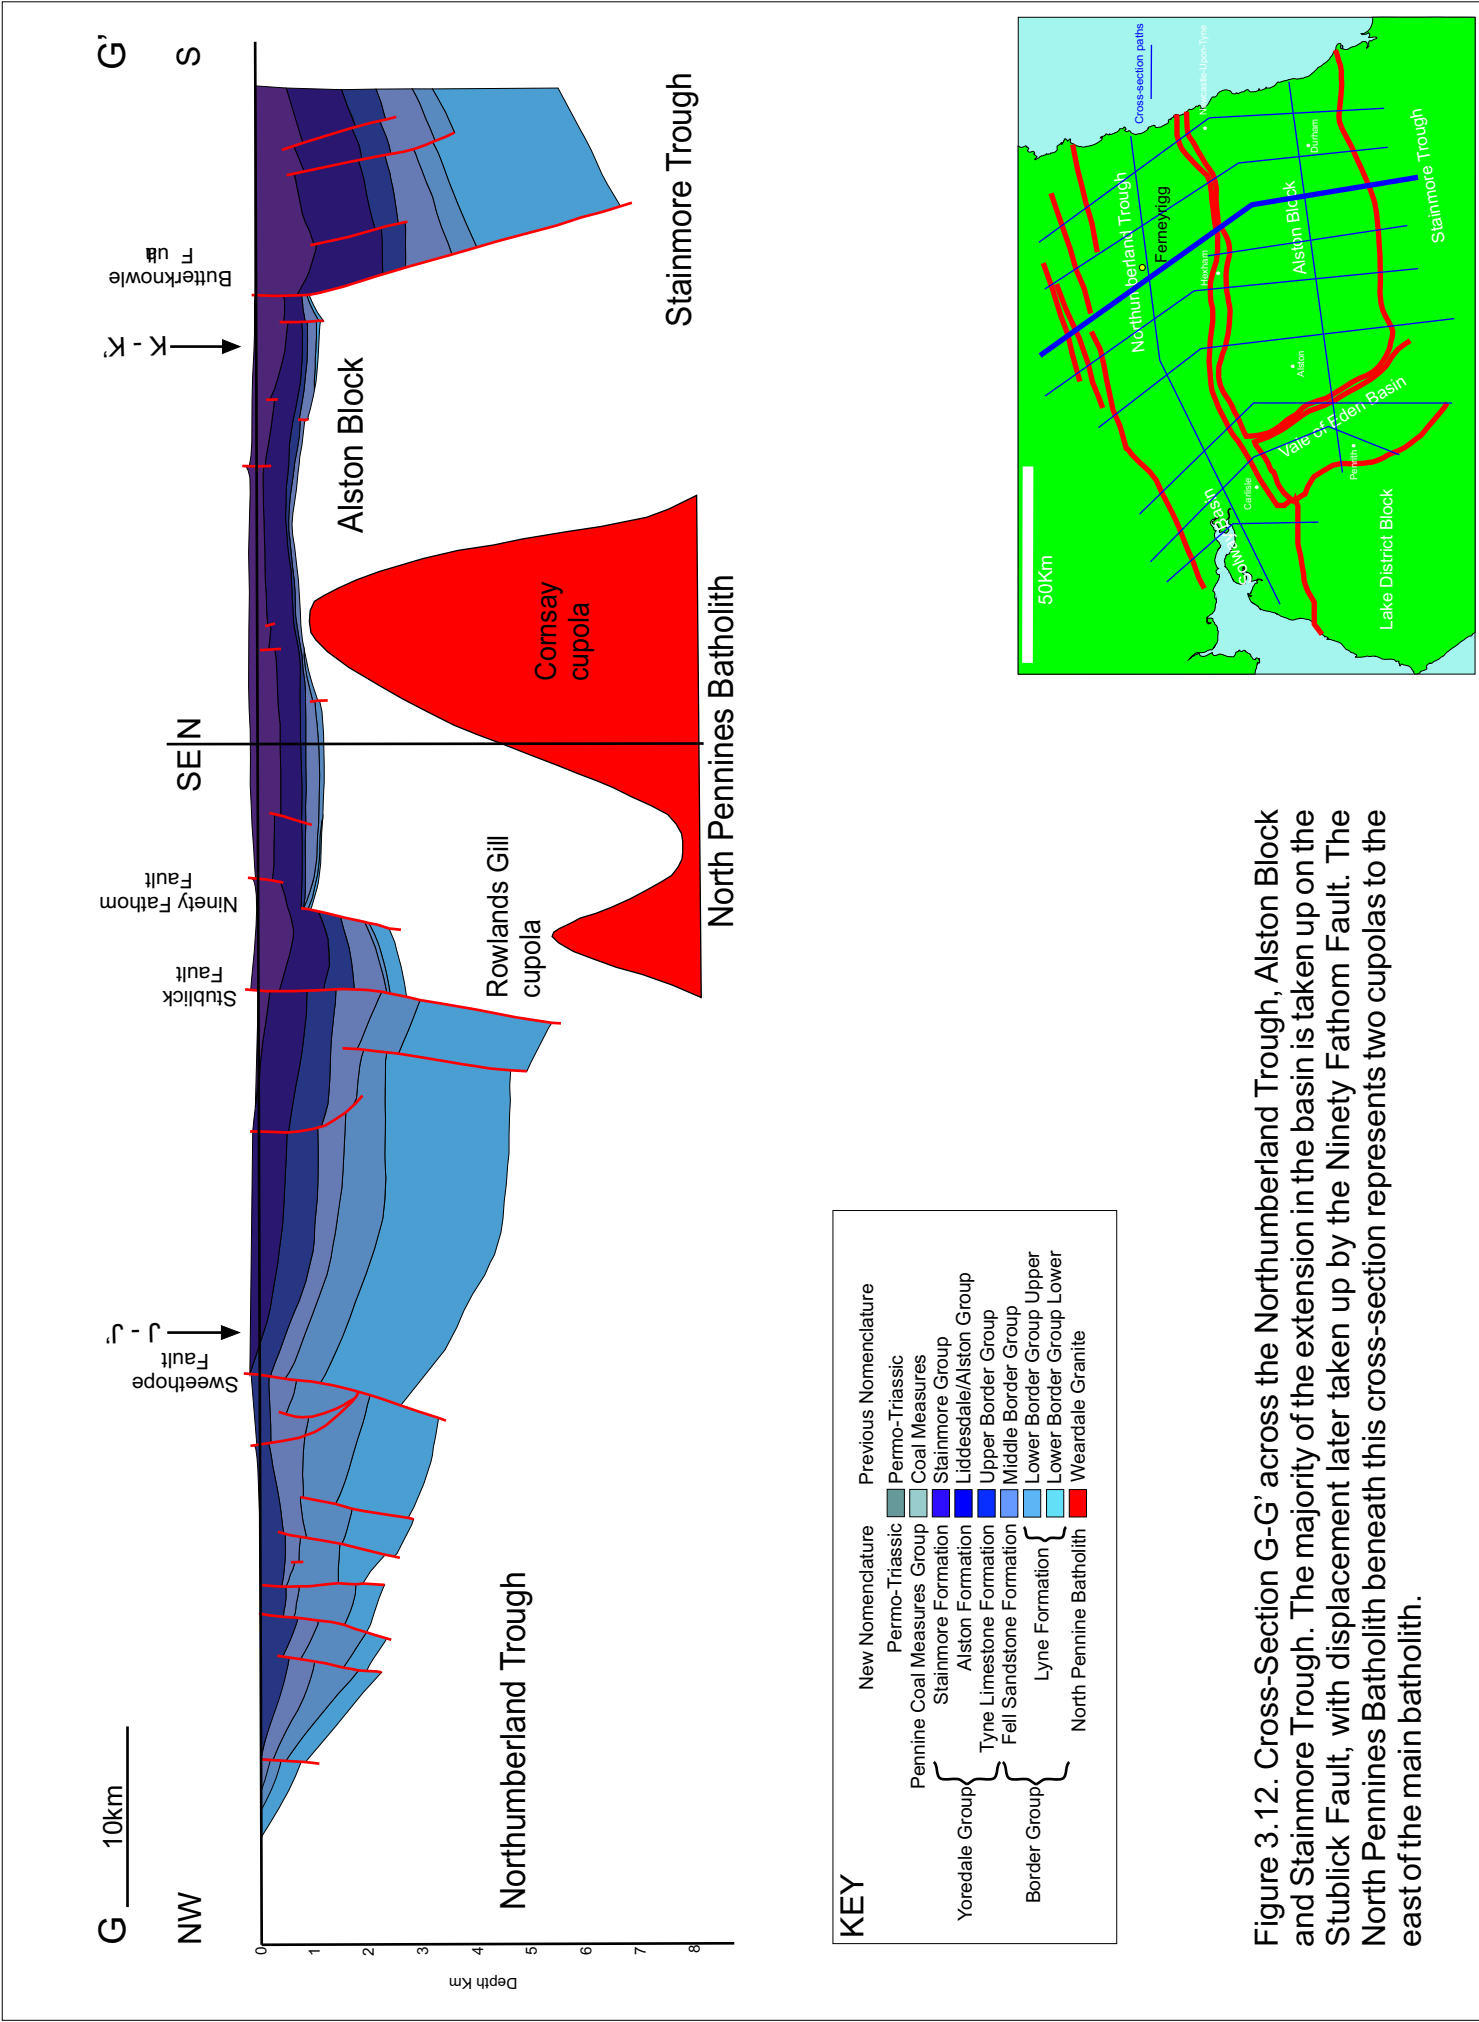 G
10km
G'
NW
SE
N
S
J - J'
K - K'
Sweethope
Fault
Stublick
Fault
Ninety Fathom
Fault
Butterknowle
Depth Km
0
1
2
3
4
5
6
7
8
Northumberland Trough
Rowlands Gill
cupola
Cornsay
cupola
Alston Block
Stainmore Trough
North Pennines Batholith
KEY
New Nomenclature
Previous Nomenclature
Permo-Triassic
Permo-Triassic
Pennine Coal Measures Group
Coal Measures
Stainmore Formation
Stainmore Group
Alston Formation
Liddesdale/Alston Group
Tyne Limestone Formation
Upper Border Group
Fell Sandstone Formation
Middle Border Group
Lyne Formation
Lower Border Group Upper
Lower Border Group Lower
North Pennine Batholith
Weardale Granite
Yoredale Group
Border Group
50Km
Cross-section paths
Newcastle-Upon-Tyne
Northumberland Trough
Ferneyrigg
Hexham
Durham
Alston Block
Stainmore Trough
Alston
Vale of Eden Basin
Penrith
Carlisle
Solway Basin
Lake District Block
Figure 3.12. Cross-Section G-G' across the Northumberland Trough, Alston Block
and Stainmore Trough. The majority of the extension in the basin is taken up on the
Stublick Fault, with displacement later taken up by the Ninety Fathom Fault. The
North Pennines Batholith beneath this cross-section represents two cupolas to the
east of the main batholith.